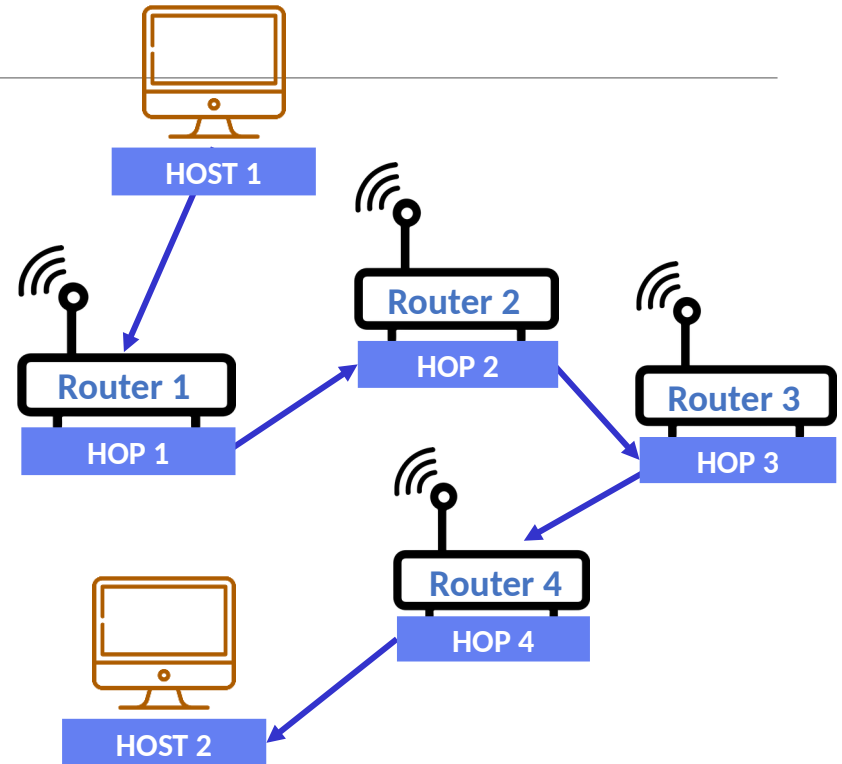 HOST 1
Router 2
HOP 2
Router 1
HOP 1
Router 3
HOP 3
Router 4
HOP 4
HOST 2